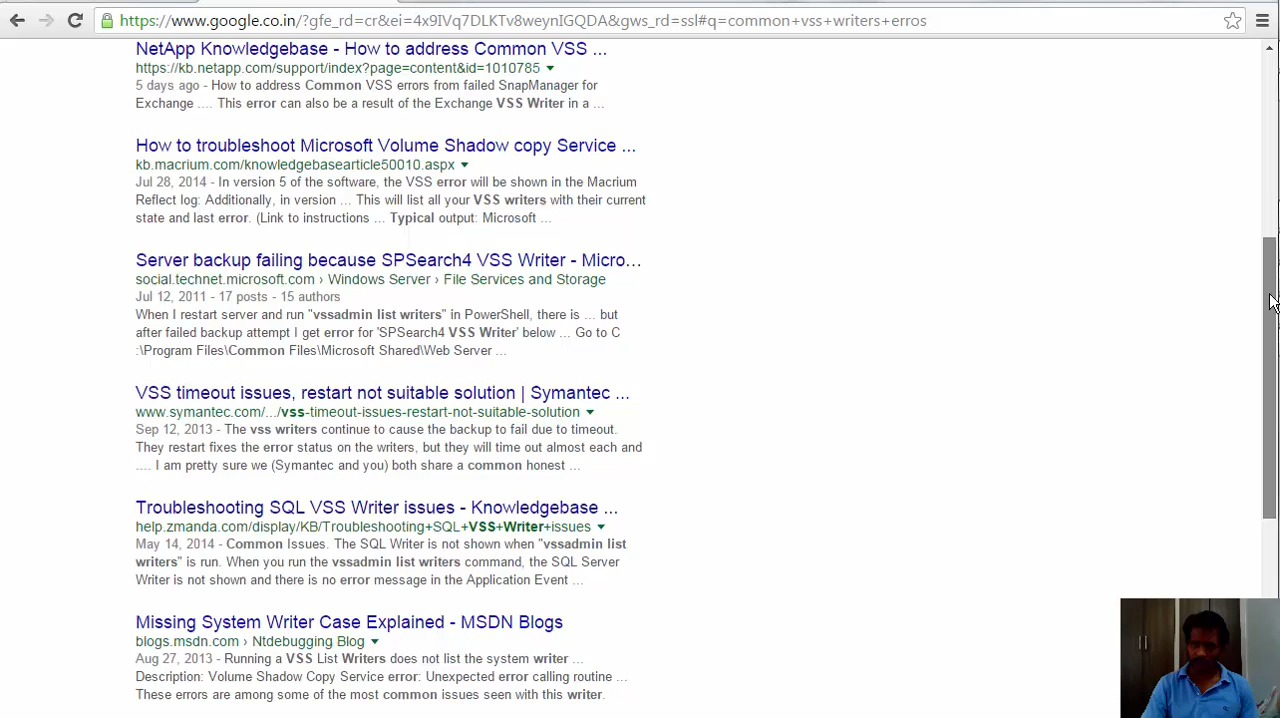 https://www.google.co.in/?gfe_rd=cr&ei=4x9IVq7DLKTv8weynIGQDA&gws_rd=ssl#q=common+vss+writers+erros
NetApp Knowledgebase - How to address Common VSS ...
https://kb.netapp.com/support/index?page=content&id=1010785
5 days ago - How to address Common VSS errors from failed SnapManager for
Exchange .... This error can also be a result of the Exchange VSS Writer in a ...
How to troubleshoot Microsoft Volume Shadow copy Service ...
kb.macrium.com/knowledgebasearticle50010.aspx
Jul 28, 2014 - In version 5 of the software, the VSS error will be shown in the Macrium
Reflect log: Additionally, in version ... This will list all your VSS writers with their current
state and last error. (Link to instructions ... Typical output: Microsoft ...
Server backup failing because SPSearch4 VSS Writer - Micro...
social.technet.microsoft.com › Windows Server › File Services and Storage
Jul 12, 2011 - 17 posts - 15 authors
When I restart server and run "vssadmin list writers" in PowerShell, there is ... but
after failed backup attempt I get error for 'SPSearch4 VSS Writer' below ... Go to C
:\Program Files\Common Files\Microsoft Shared\Web Server ...
VSS timeout issues, restart not suitable solution | Symantec ...
www.symantec.com/.../vss-timeout-issues-restart-not-suitable-solution
Sep 12, 2013 - The vss writers continue to cause the backup to fail due to timeout.
They restart fixes the error status on the writers, but they will time out almost each and
.... I am pretty sure we (Symantec and you) both share a common honest ...
Troubleshooting SQL VSS Writer issues - Knowledgebase ...
help.zmanda.com/display/KB/Troubleshooting+SQL+VSS+Writer+issues
May 14, 2014 - Common Issues. The SQL Writer is not shown when "vssadmin list
writers" is run. When you run the vssadmin list writers command, the SQL Server
Writer is not shown and there is no error message in the Application Event ...
Missing System Writer Case Explained - MSDN Blogs
blogs.msdn.com › Ntdebugging Blog
Aug 27, 2013 - Running a VSS List Writers does not list the system writer ...
Description: Volume Shadow Copy Service error: Unexpected error calling routine ...
These errors are among some of the most common issues seen with this writer.